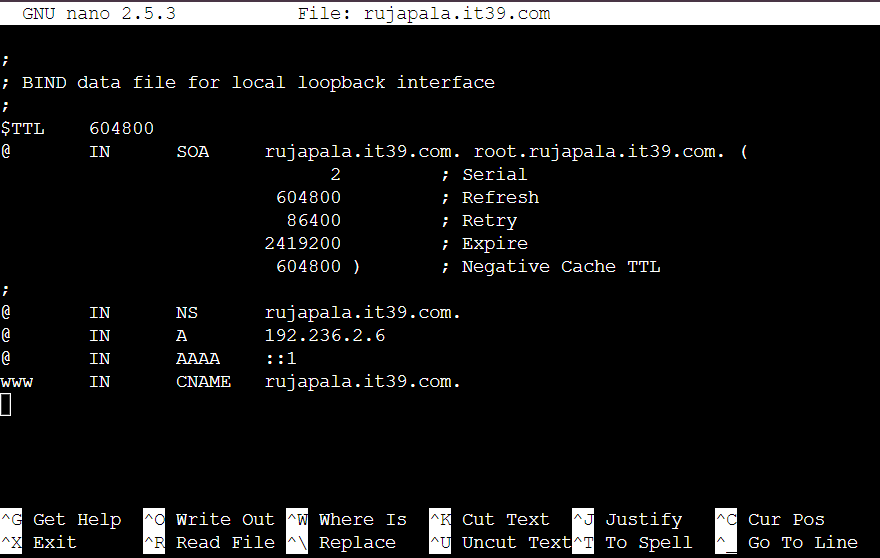 GNU nano 2.5.3 File: rujapala.it39.com
;
; BIND data file for local loopback interface
;
$TTL 604800
@ IN SOA rujapala.it39.com. root.rujapala.it39.com. (
2 ; Serial
604800 ; Refresh
86400 ; Retry
2419200 ; Expire
604800 ) ; Negative Cache TTL
;
@ IN NS rujapala.it39.com.
@ IN A 192.236.2.6
@ IN AAAA ::1
www IN CNAME rujapala.it39.com.
^G Get Help ^O Write Out ^W Where Is ^K Cut Text ^J Justify ^C Cur Pos
^X Exit ^R Read File ^\ Replace ^U Uncut Text ^T To Spell ^_ Go To Line